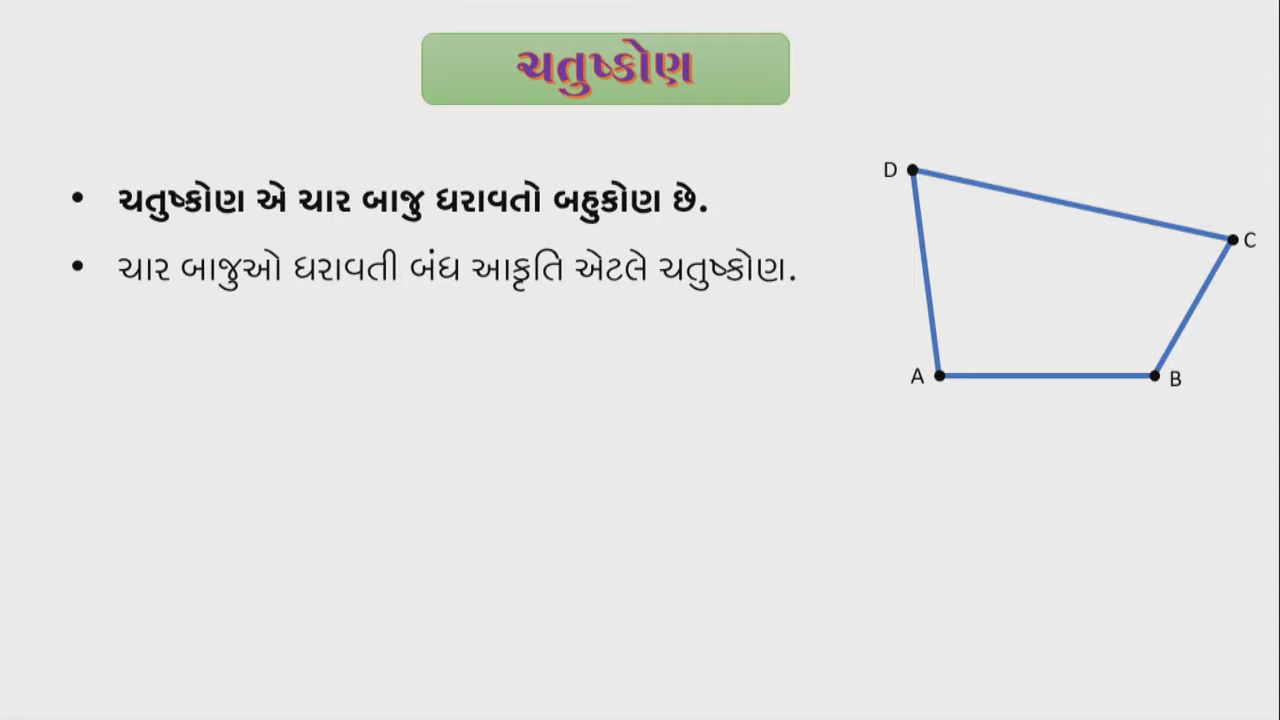 ચતુષ્કોણ
• ચતુષ્કોણ એ ચાર બાજુ ધરાવતો બહુકોણ છે.
• ચાર બાજુઓ ધરાવતી બંધ આકૃતિ એટલે ચતુષ્કોણ.
D
C
A
B